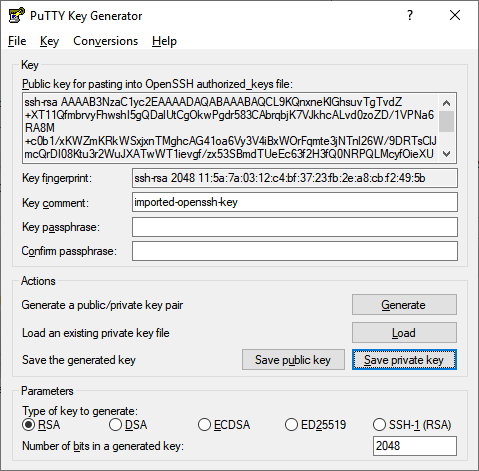 PuTTY Key Generator
File Key Conversions Help
Key
Public key for pasting into OpenSSH authorized_keys file:
ssh-rsa AAAAB3NzaC1yc2EAAAADAQABAAABAQCL9KQnxneKlGhsuvTgTvdZ
+XT11QfmbrvyFhwshI5gQDalUtCgOkwPgdr583CAbrqbjK7VJkhcALvd0zoZD/1VPNa6
RA8M
+c0b1/xKWZmKRkWSxjxnTMghcAG41oa6Vy3V4iBxWOrFqmte3jNTnI26W/9DRTsClJ
mcQrDI08Ktu3r2WuJXATwWT1ievgf/zx53SBmdTUeEc63f2H3fQ0NRPQLMcyfOieXU
Key fingerprint: ssh-rsa 2048 11:5a:7a:03:12:c4:bf:37:23:fb:2e:a8:cb:f2:49:5b
Key comment: imported-openssh-key
Key passphrase:
Confirm passphrase:
Actions
Generate a public/private key pair Generate
Load an existing private key file Load
Save the generated key Save public key Save private key
Parameters
Type of key to generate:
RSA DSA ECDSA ED25519 SSH-1 (RSA)
Number of bits in a generated key: 2048